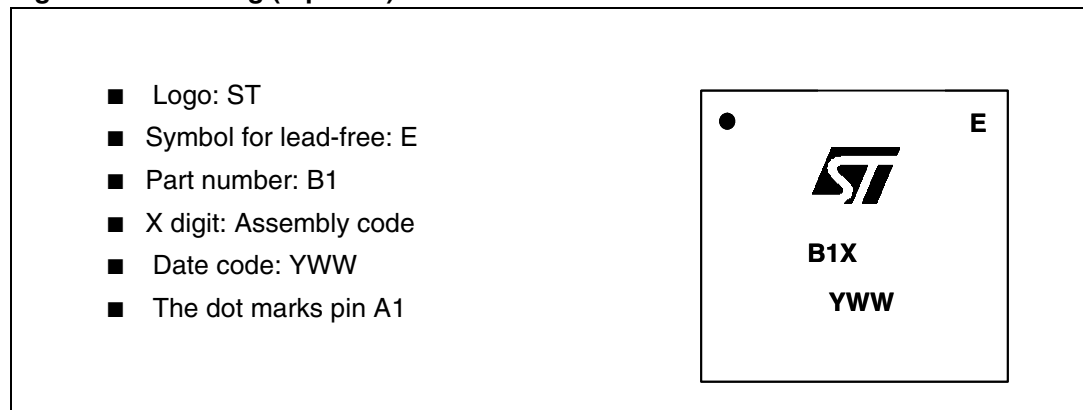 ■ Logo: ST
■ Symbol for lead-free: E
■ Part number: B1
■ X digit: Assembly code
■ Date code: YWW
■ The dot marks pin A1
E
ST
B1X
YWW